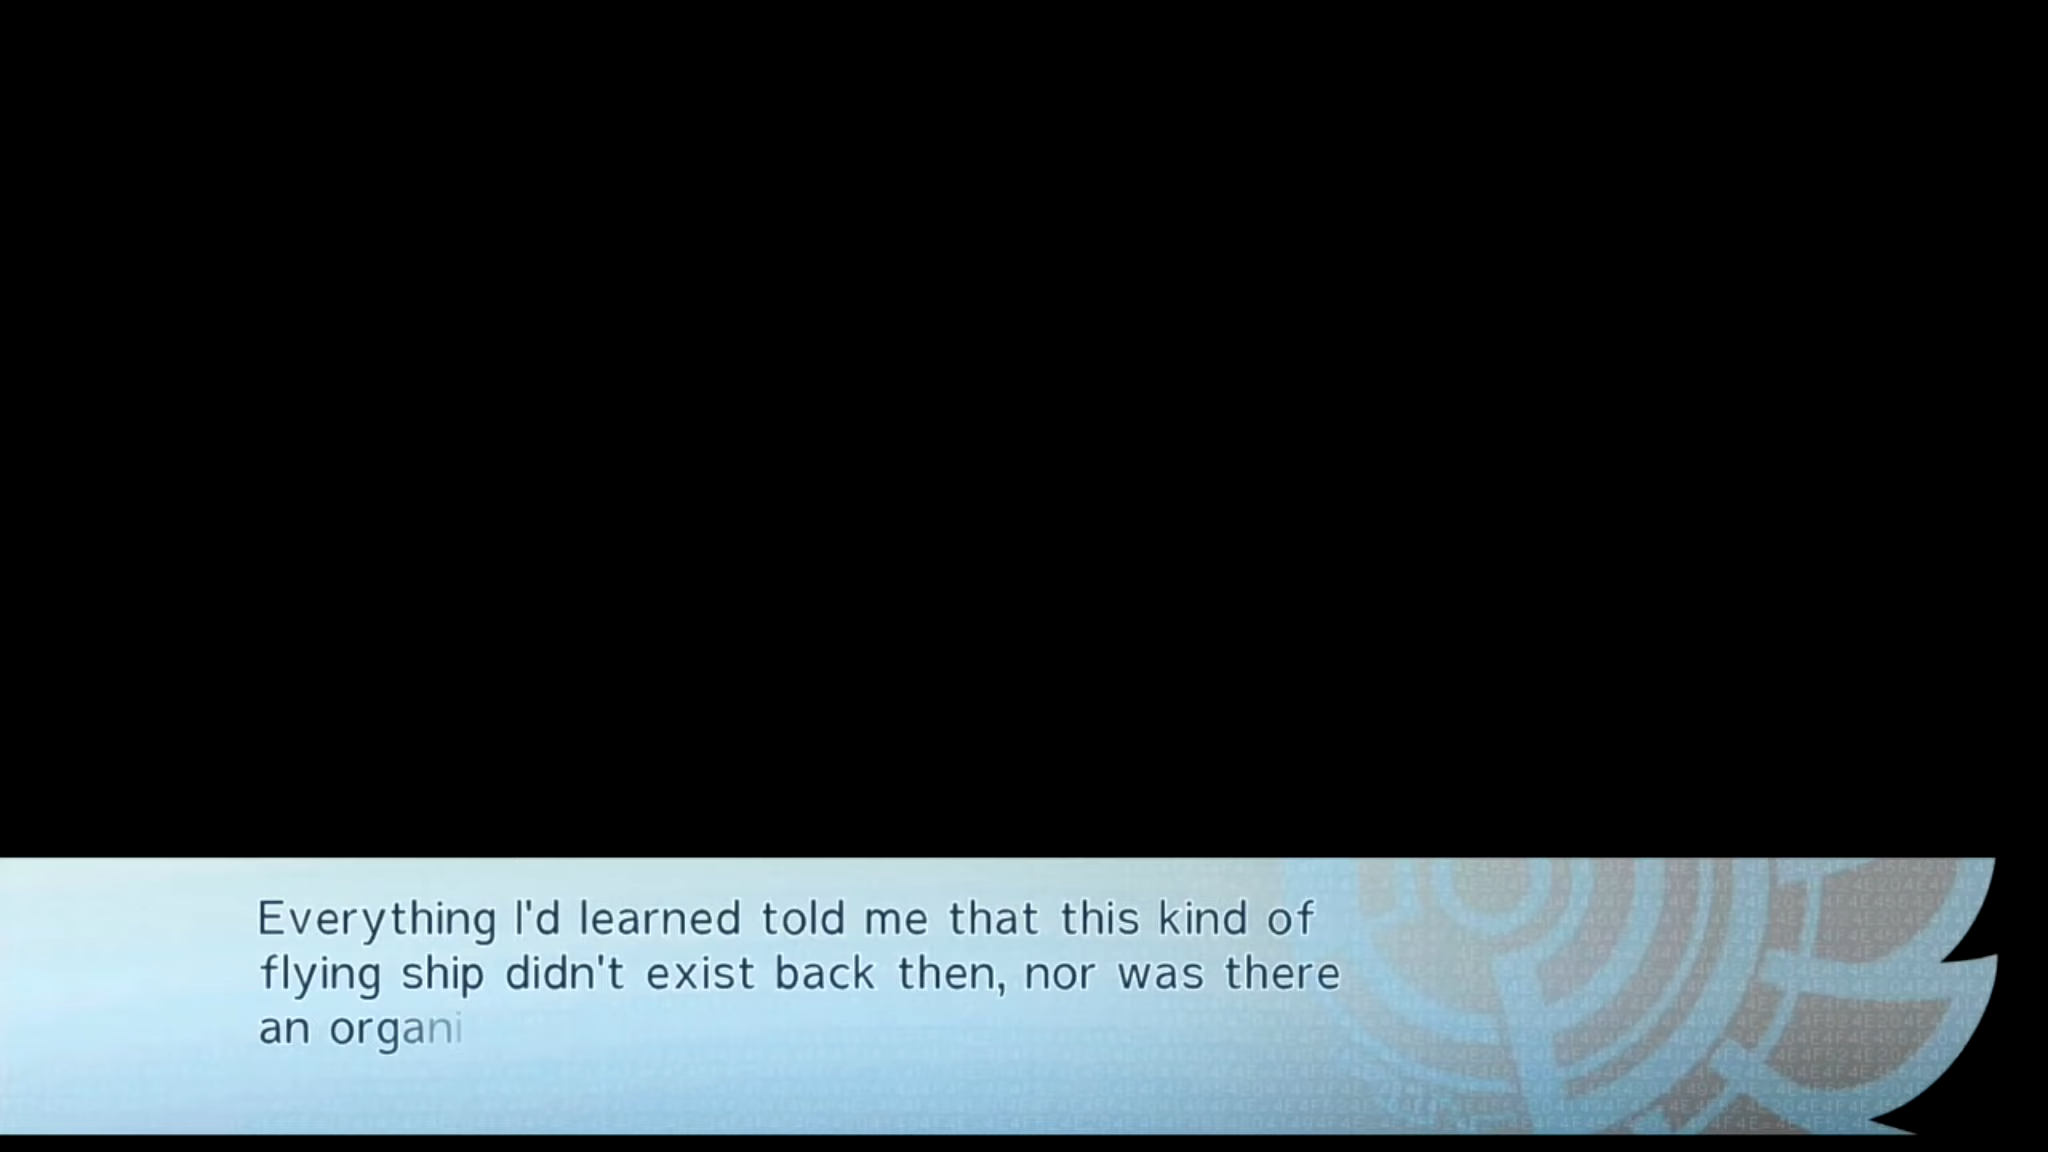 Everything I'd learned told me that this kind of
flying ship didn't exist back then, nor was there
an organi